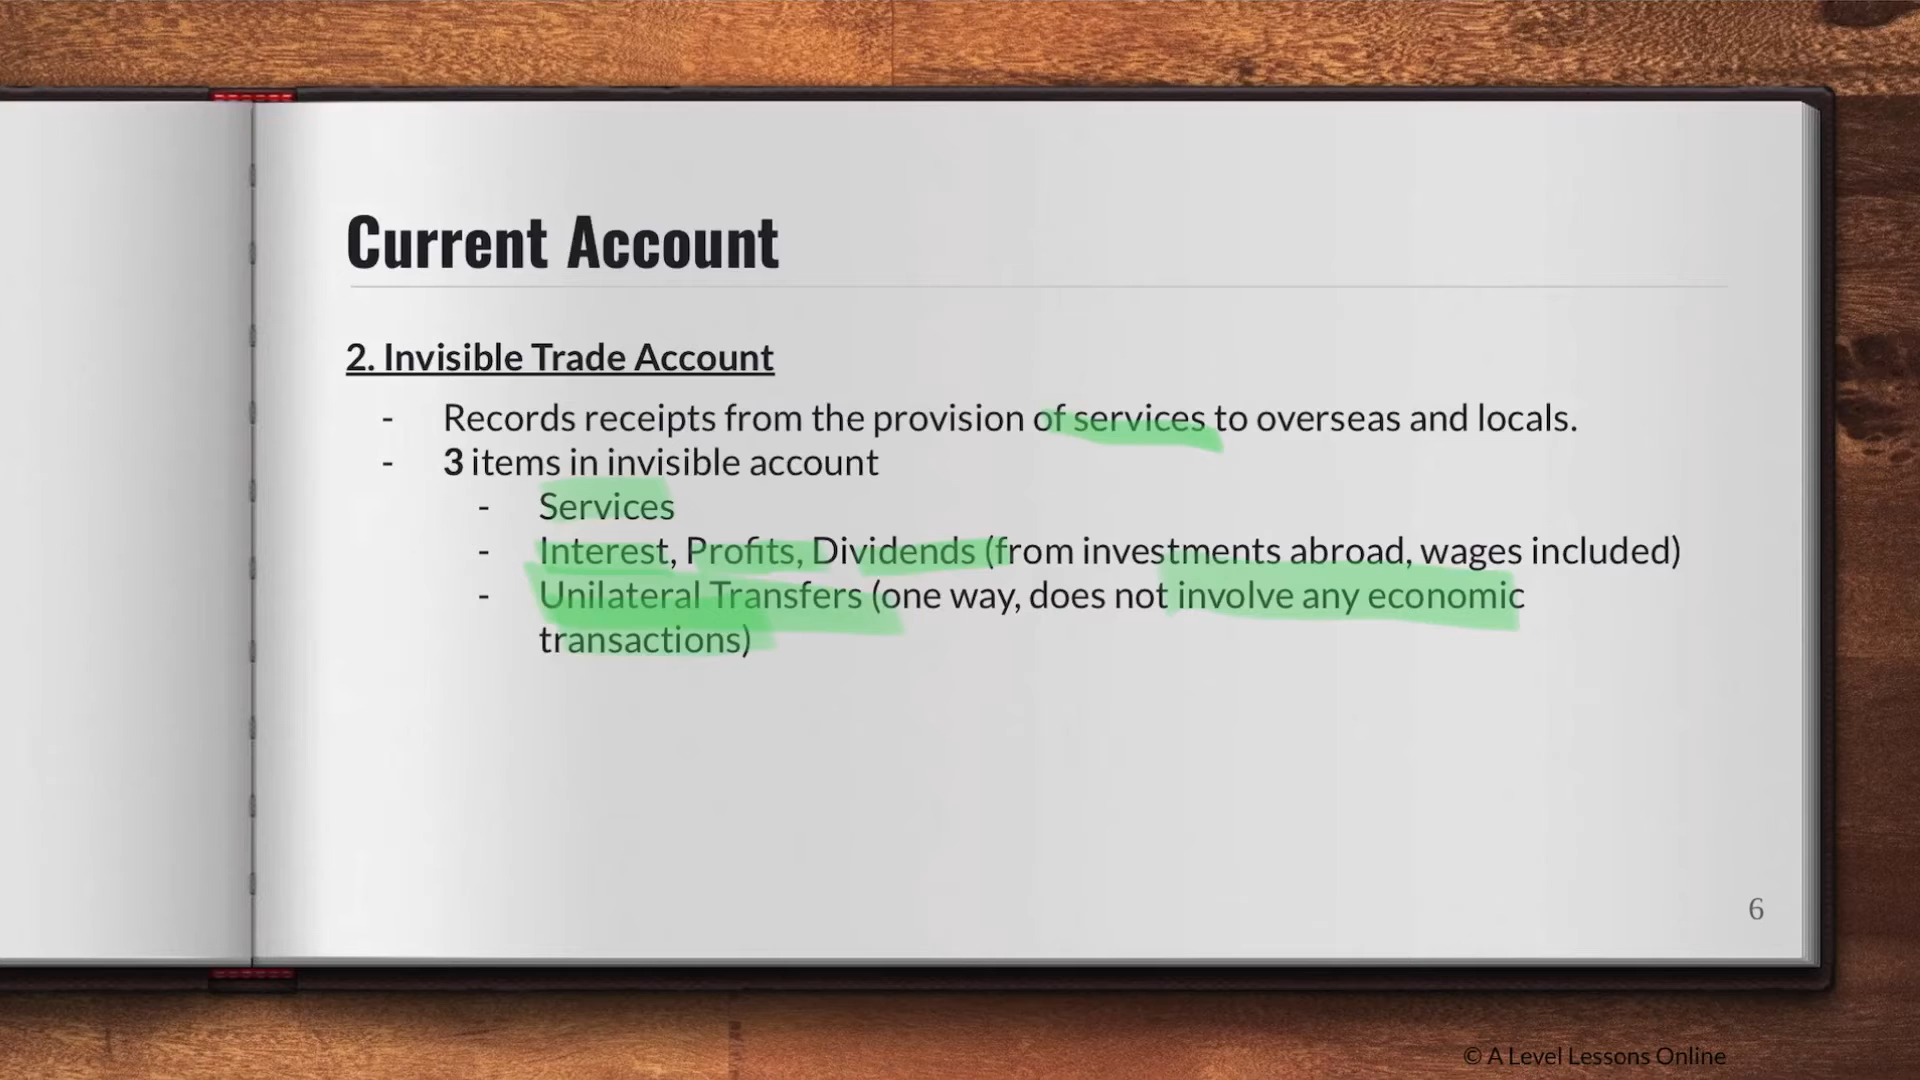 Current Account
2. Invisible Trade Account
- Records receipts from the provision of services to overseas and locals.
- 3 items in invisible account
- Services
- Interest, Profits, Dividends (from investments abroad, wages included)
- Unilateral Transfers (one way, does not involve any economic
transactions)
6
© A Level Lessons Online